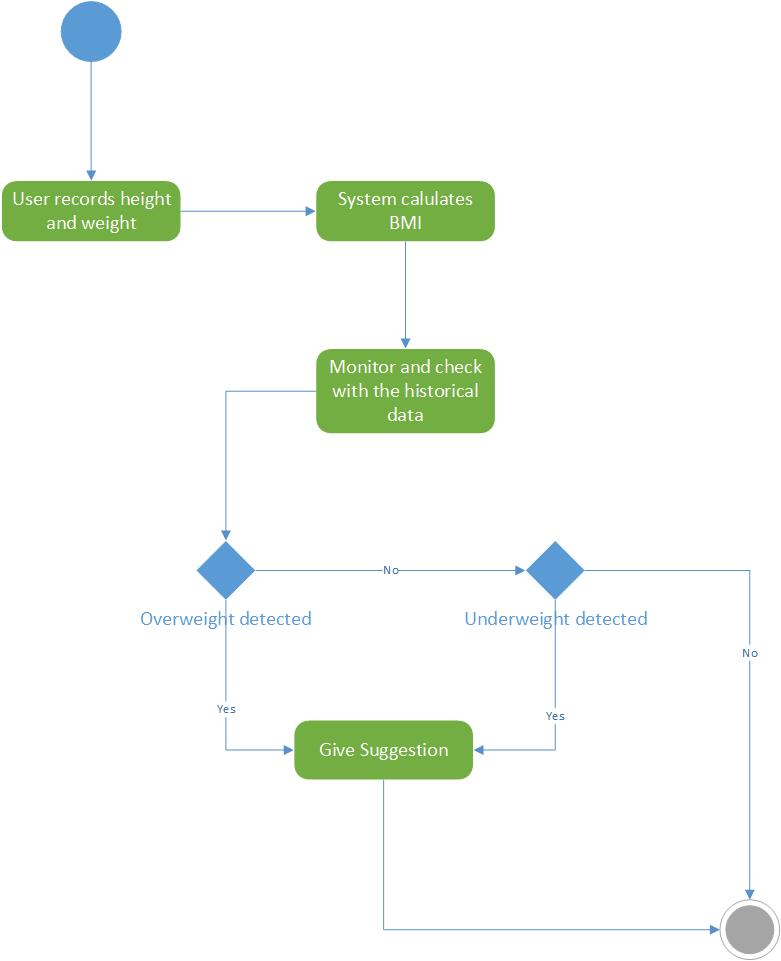 User records height
and weight
System calulates
BMI
Monitor and check
with the historical
data
No
Overweight detected
Underweight detected
No
Yes
Yes
Give Suggestion